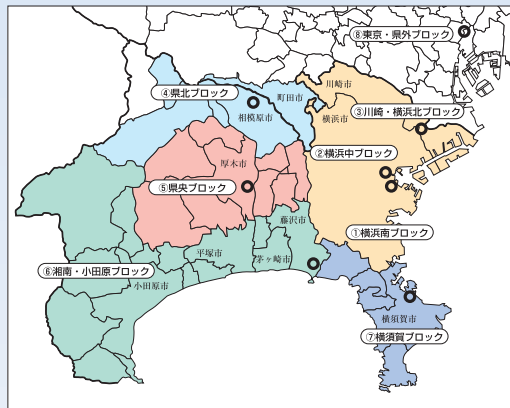 ⑧東京・県外ブロック
川崎市
④県北ブロック
町田市
相模原市
③川崎・横浜北ブロック
横浜市
②横浜中ブロック
厚木市
⑤県央ブロック
藤沢市
①横浜南ブロック
平塚市
茅ヶ崎市
⑥湘南・小田原ブロック
小田原市
横須賀市
⑦横須賀ブロック